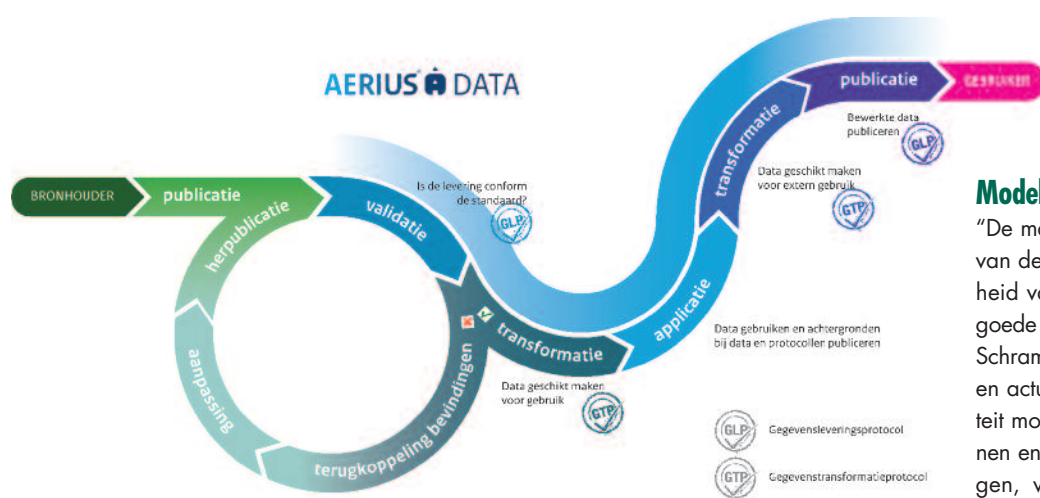 AERIUS DATA
BRONHOUDER
publicatie
herpublicatie
validatie
Is de levering conform
de standaard?
GLP
terugkoppeling bevindingen
aanpassing
transformatie
Data geschikt maken
voor gebruik
GTP
applicatie
Data gebruiken en achtergronden
bij data en protocollen publiceren
transformatie
Data geschikt maken
voor extern gebruik
GTP
publicatie
Bewerkte data
publiceren
GLP
GEBRUIKER
GLP Gegevensleveringsprotocol
GTP Gegevenstransformatieprotocol
Model
"De mo
van de
heid vo
goede
Schram
en actu
teit mo
nen en
gen, v